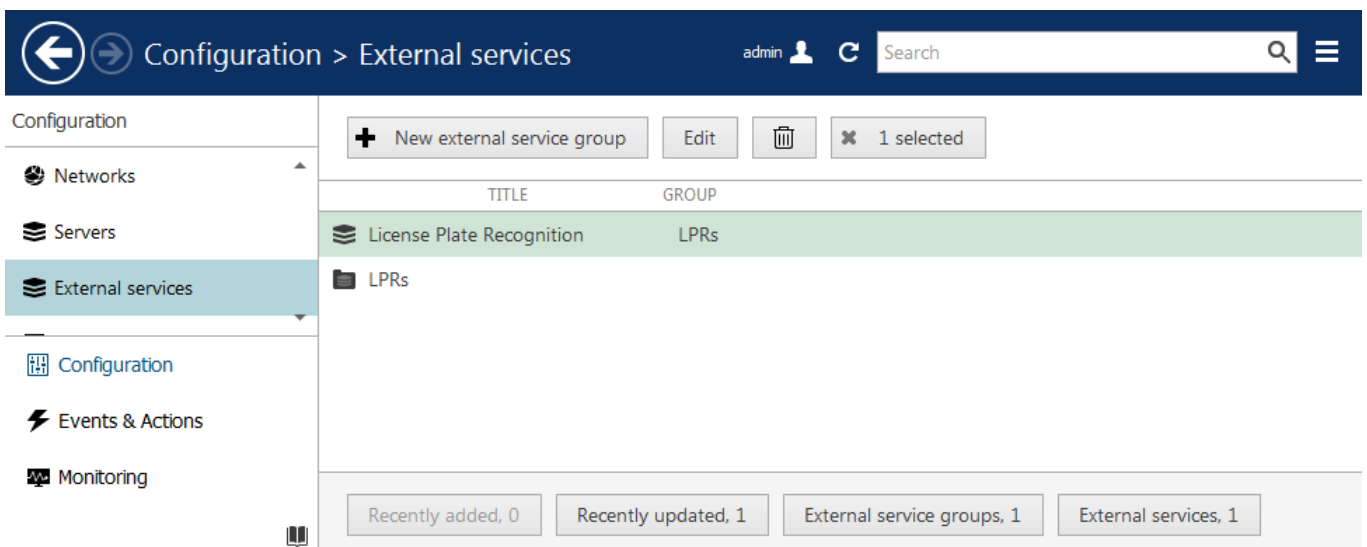 Configuration > External services
admin
Search
Configuration
Networks
Servers
External services
Configuration
Events & Actions
Monitoring
New external service group
Edit
1 selected
TITLE GROUP
License Plate Recognition LPRs
LPRs
Recently added, 0
Recently updated, 1
External service groups, 1
External services, 1